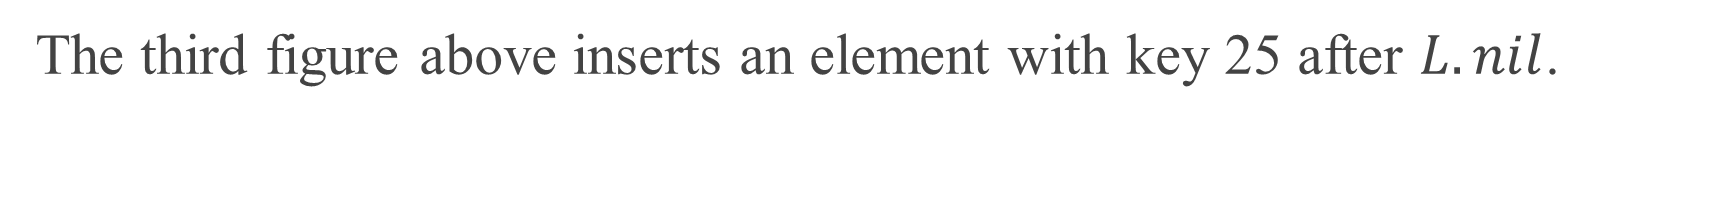 The third figure above inserts an element with key 25 after L.nil.